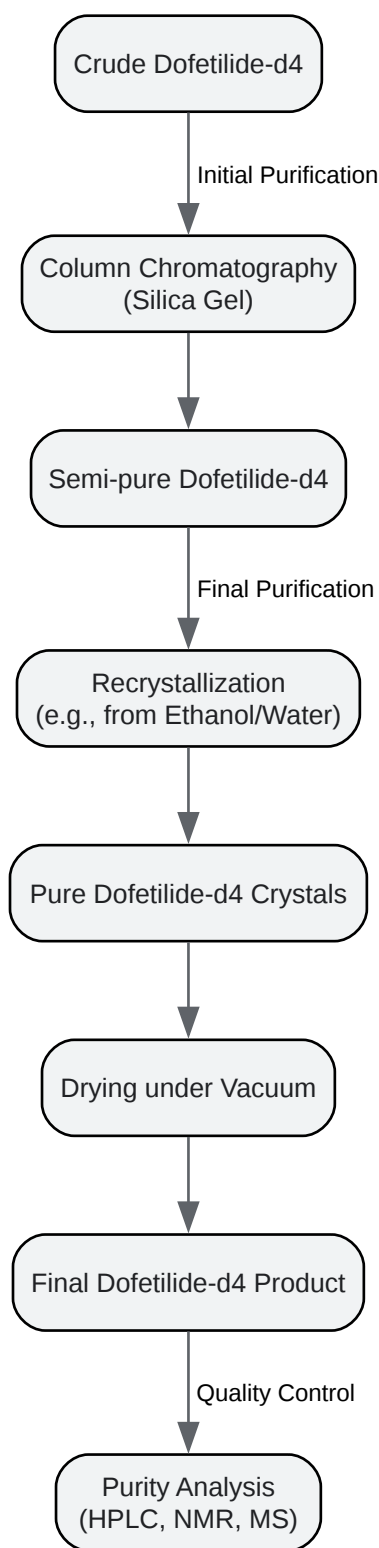 Crude Dofetilide-d4
Initial Purification
Column Chromatography
(Silica Gel)
Semi-pure Dofetilide-d4
Final Purification
Recrystallization
(e.g., from Ethanol/Water)
Pure Dofetilide-d4 Crystals
Drying under Vacuum
Final Dofetilide-d4 Product
Quality Control
Purity Analysis
(HPLC, NMR, MS)